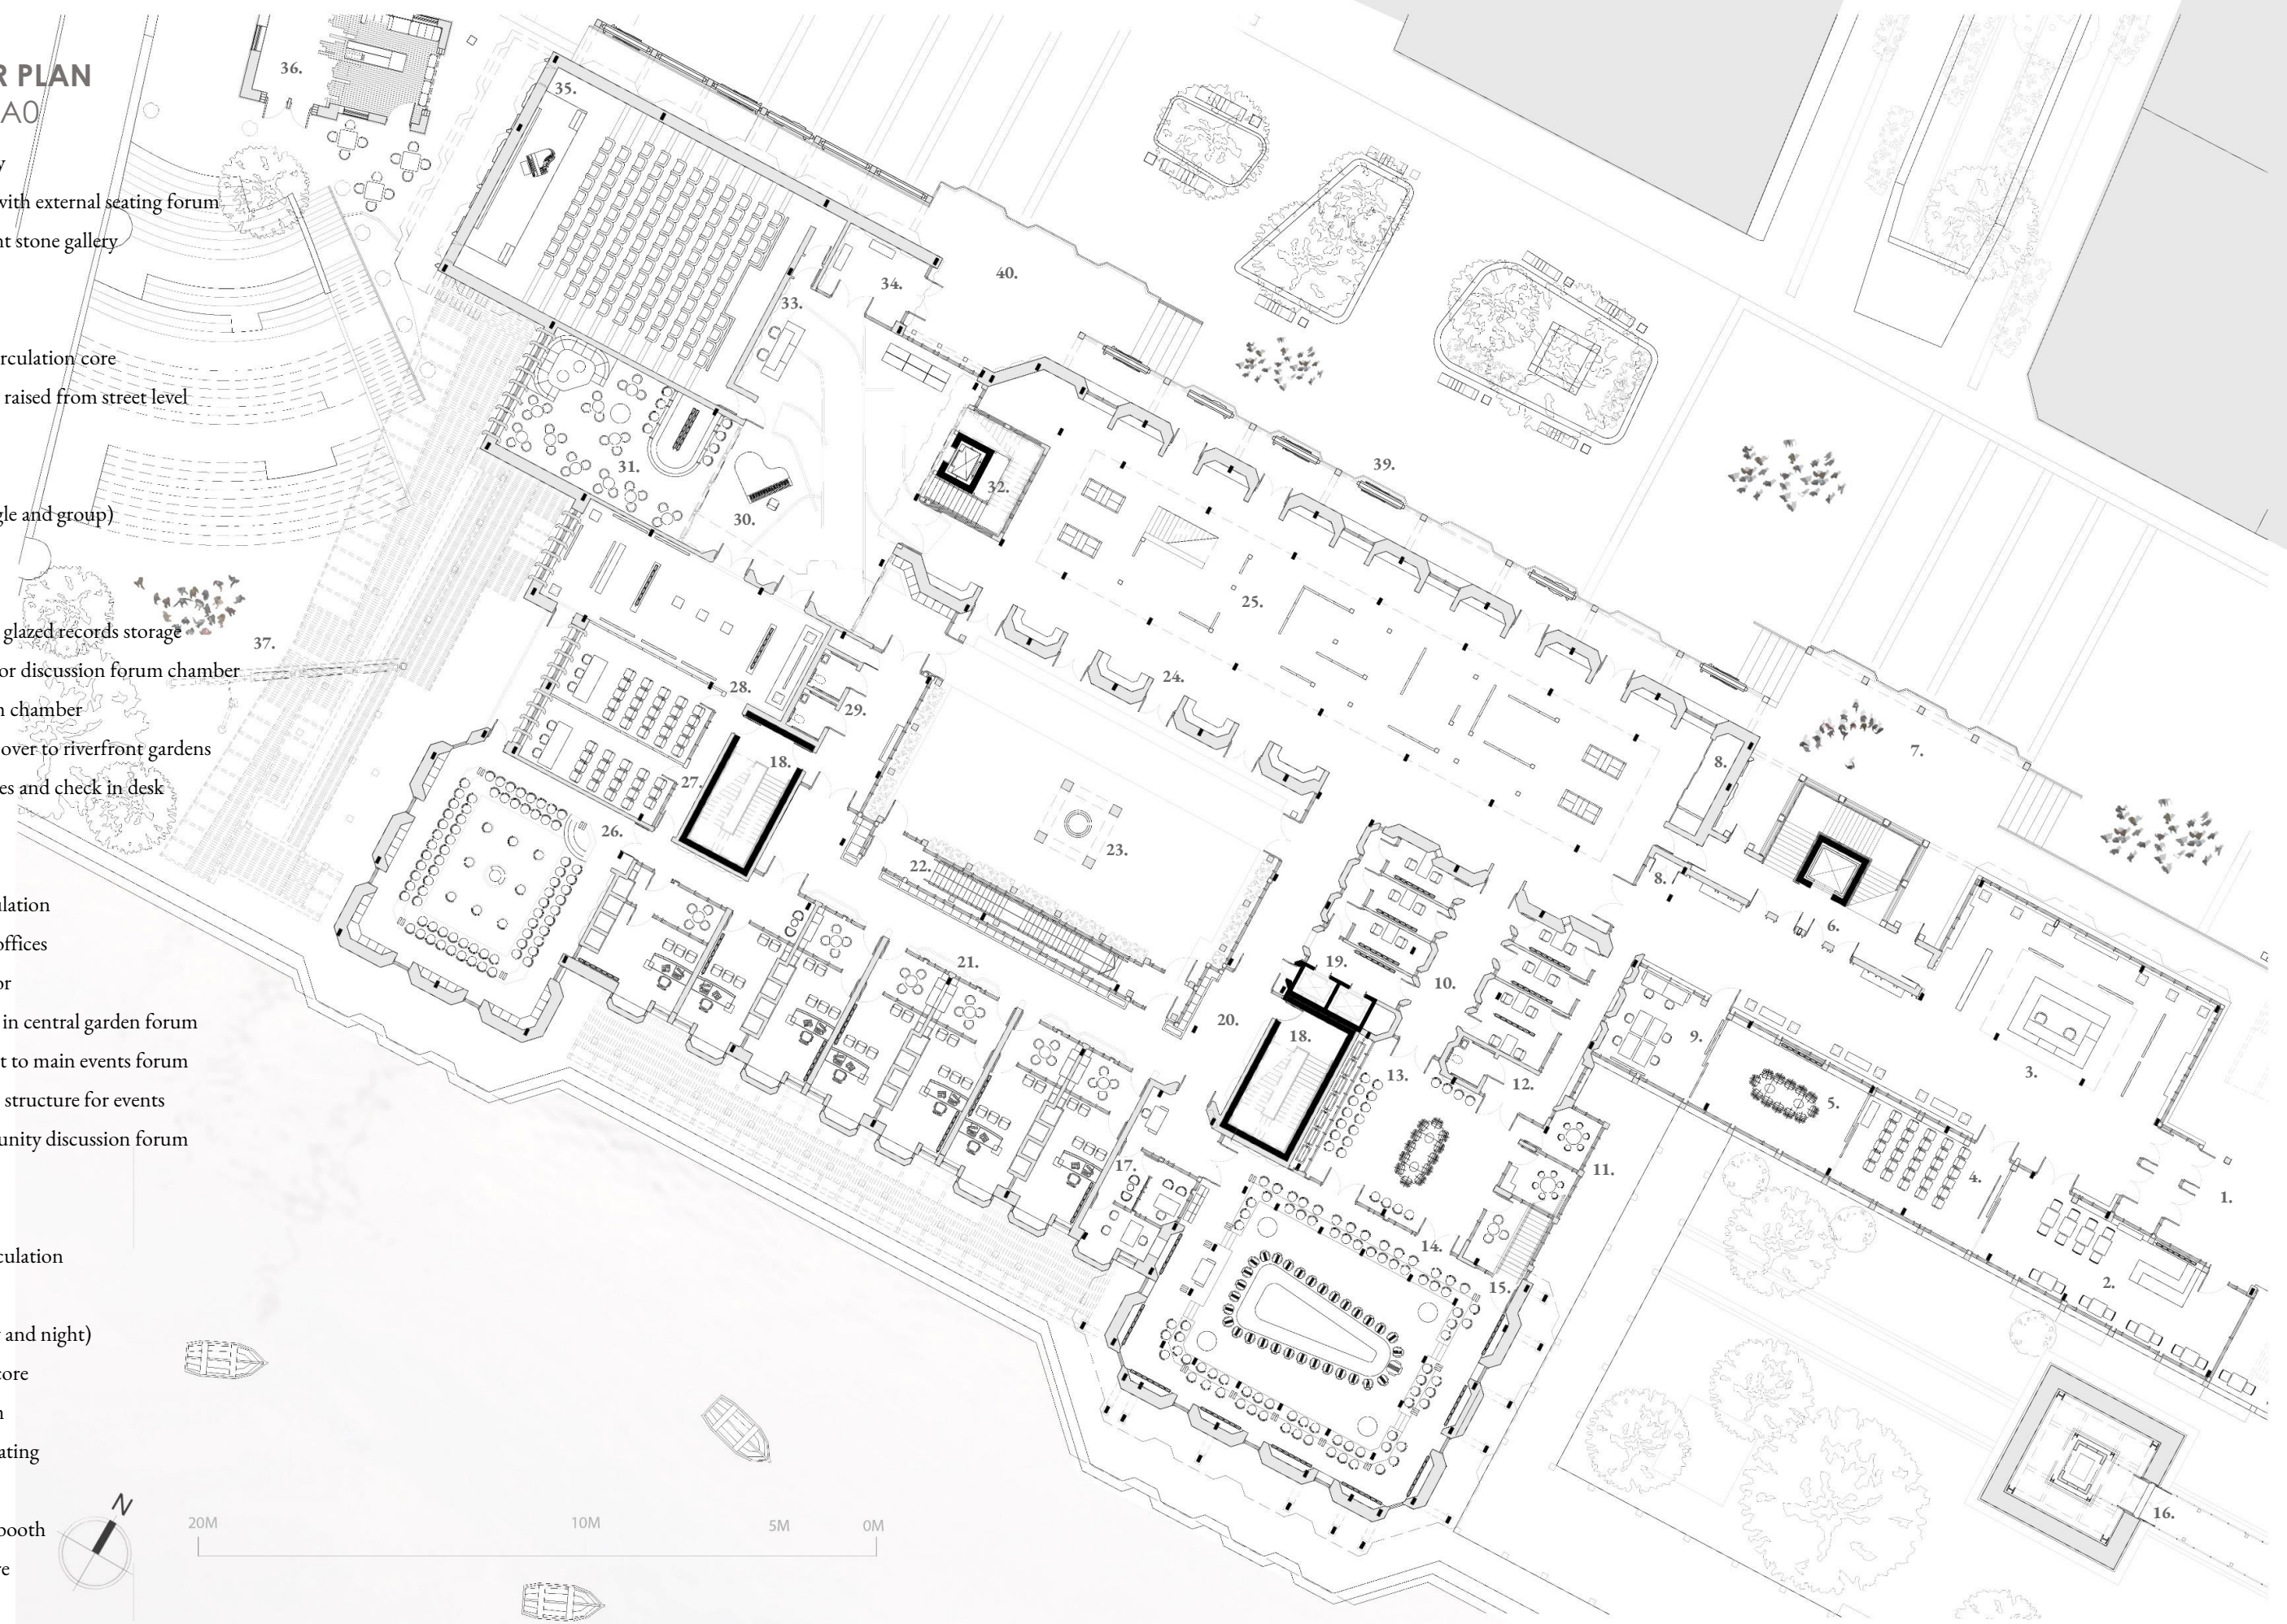 R PLAN
A0
y
with external seating forum
nt stone gallery
rculation core
raised from street level
gle and group)
glazed records storage
or discussion forum chamber
n chamber
over to riverfront gardens
es and check in desk
ulation
offices
or
in central garden forum
t to main events forum
structure for events
unity discussion forum
culation
y and night)
core
n
ating
booth
re
36.
35.
34.
33.
40.
39.
32.
31.
30.
25.
24.
37.
28.
29.
27.
18.
26.
23.
22.
21.
7.
8.
8.
6.
19.
10.
20.
18.
13.
12.
9.
5.
3.
4.
11.
1.
2.
17.
14.
15.
16.
N
20M
10M
5M
0M